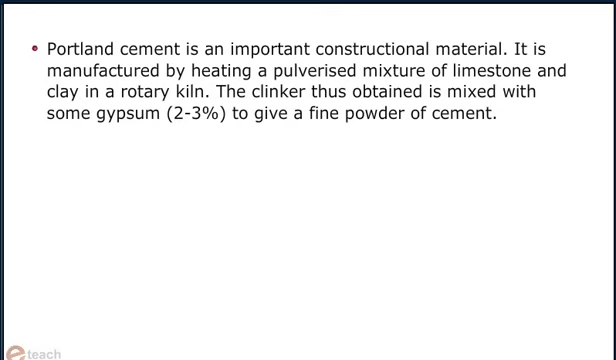 Portland cement is an important constructional material. It is
manufactured by heating a pulverised mixture of limestone and
clay in a rotary kiln. The clinker thus obtained is mixed with
some gypsum (2-3%) to give a fine powder of cement.
e teach